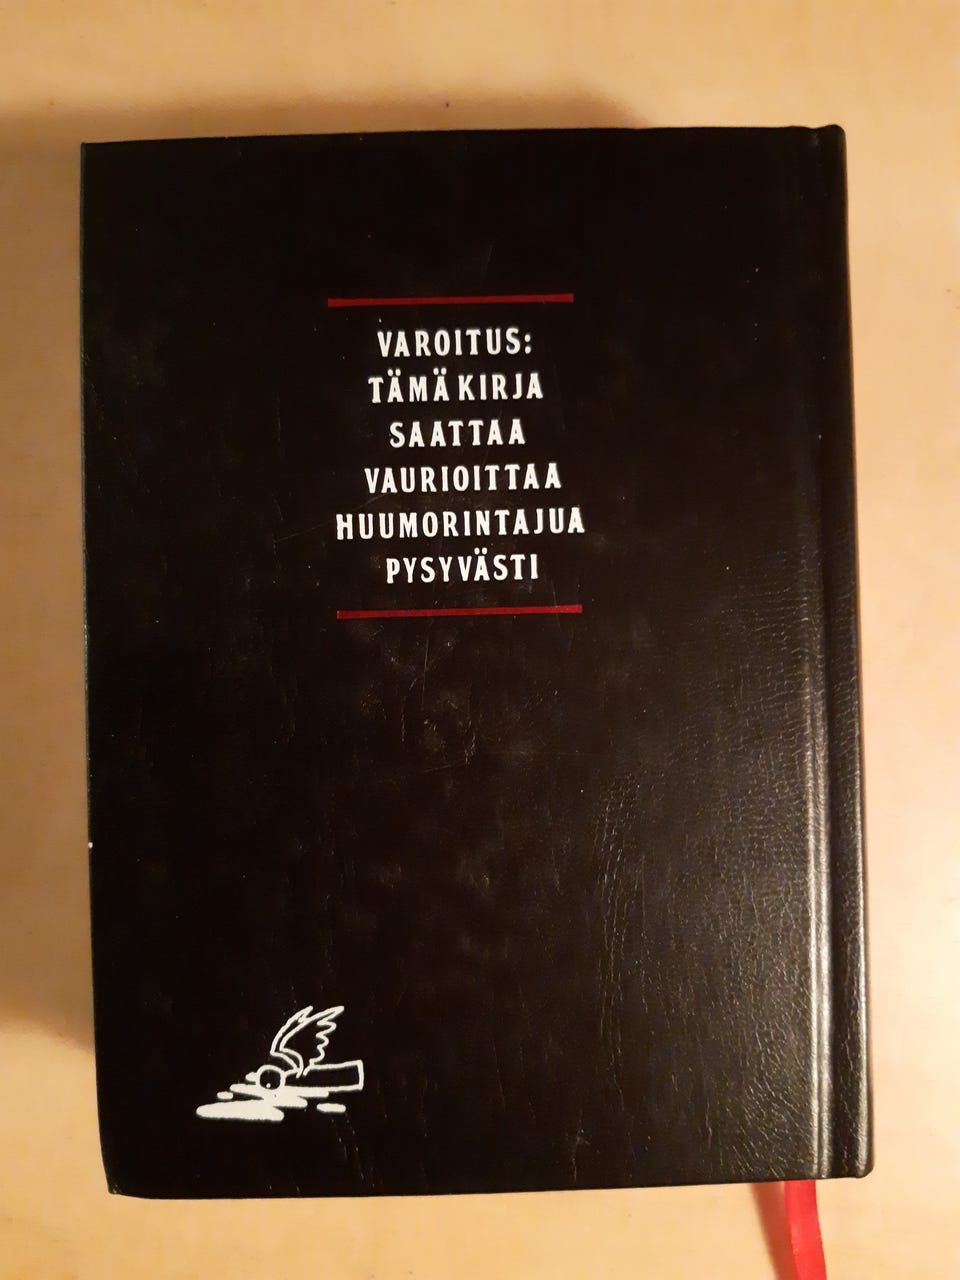 VAROITUS:
TÄMÄ KIRJA
SAATTAA
VAURIOITTAA
HUUMORINTAJUA
PYSYVÄSTI